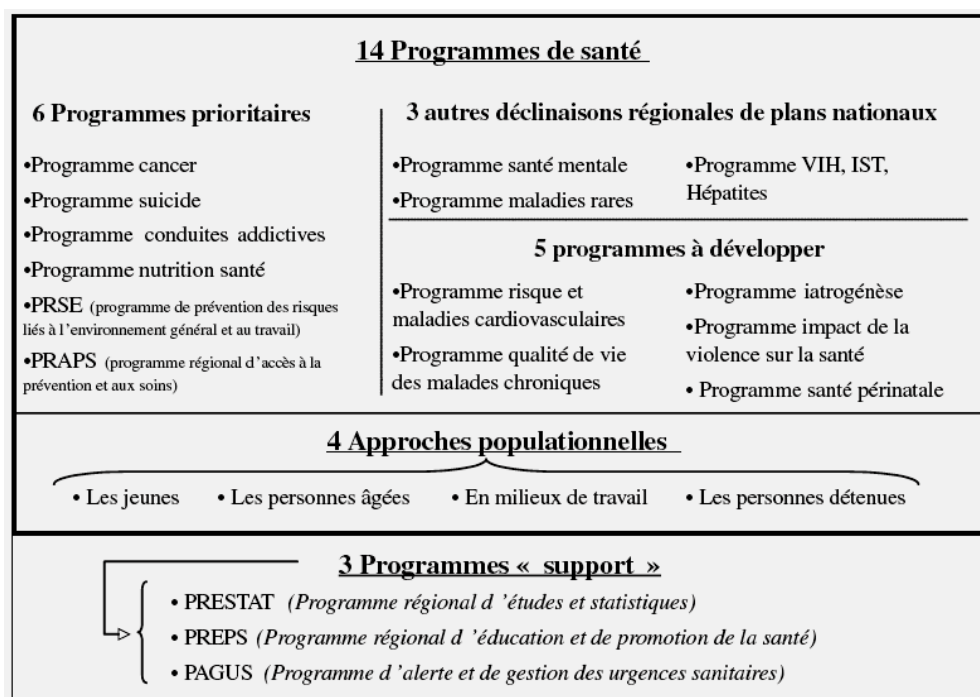 14 Programmes de santé
6 Programmes prioritaires
•Programme cancer
•Programme suicide
•Programme conduites addictives
•Programme nutrition santé
•PRSE (programme de prévention des risques
liés à l’environnement général et au travail)
•PRAPS (programme régional d’accès à la
prévention et aux soins)
3 autres déclinaisons régionales de plans nationaux
•Programme santé mentale
•Programme maladies rares
•Programme VIH, IST,
Hépatites
5 programmes à développer
•Programme risque et
maladies cardiovasculaires
•Programme qualité de vie
des malades chroniques
•Programme iatrogénèse
•Programme impact de la
violence sur la santé
• Programme santé périnatale
4 Approches populationnelles
• Les jeunes • Les personnes âgées • En milieux de travail • Les personnes détenues
3 Programmes « support »
• PRESTAT (Programme régional d ’études et statistiques)
• PREPS (Programme régional d ’éducation et de promotion de la santé)
• PAGUS (Programme d ’alerte et de gestion des urgences sanitaires)